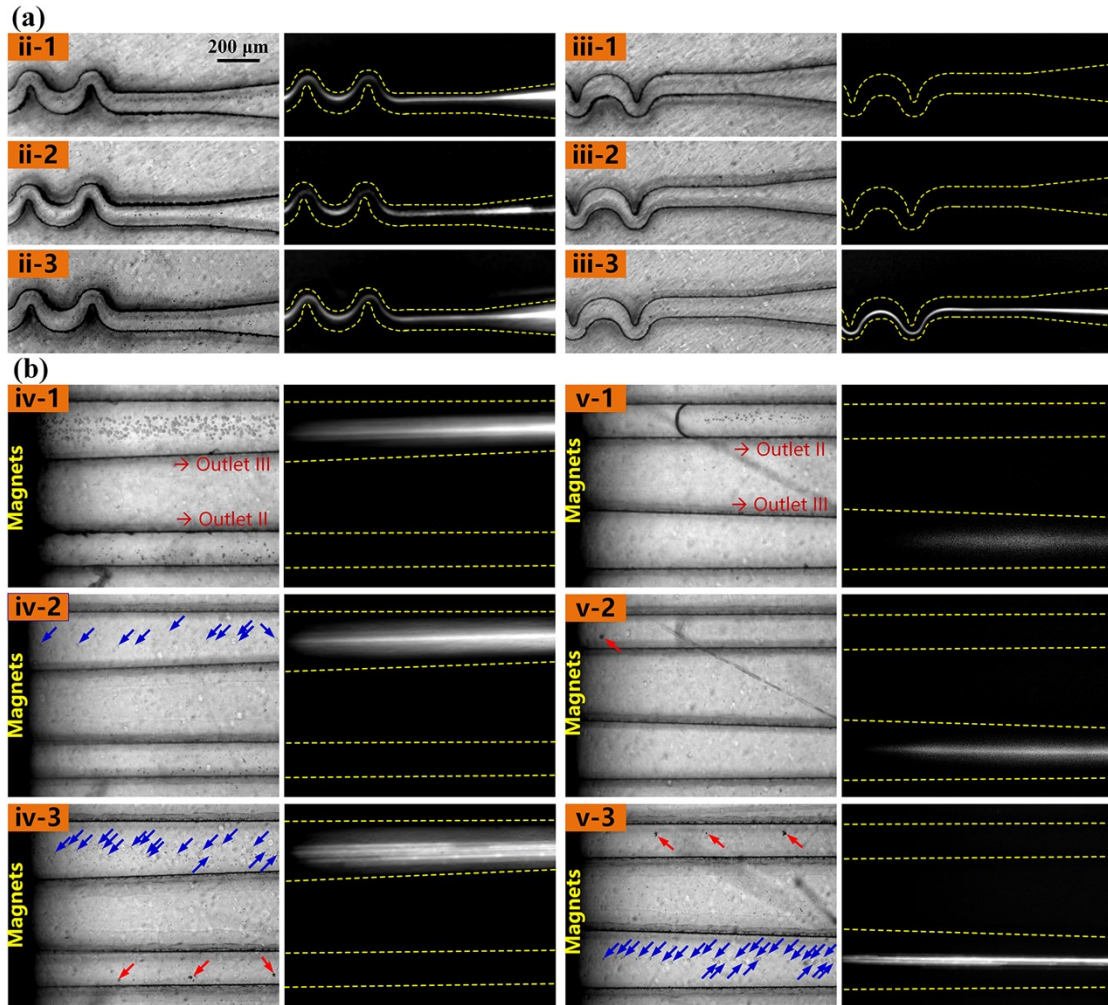 (a)
ii-1
200 μm
iii-1
ii-2
iii-2
ii-3
iii-3
(b)
iv-1
Magnets
→ Outlet III
→ Outlet II
v-1
Magnets
→ Outlet II
→ Outlet III
iv-2
Magnets
v-2
Magnets
iv-3
Magnets
v-3
Magnets